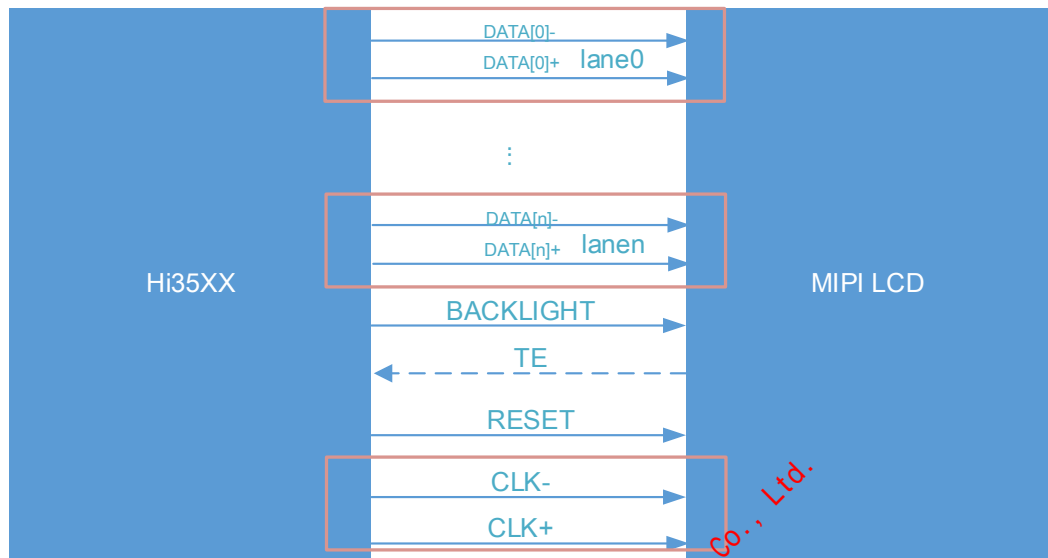 DATA[0]-
DATA[0]+ lane0
⋮
DATA[n]-
DATA[n]+ lanen
Hi35XX
MIPI LCD
BACKLIGHT
TE
RESET
CLK-
CLK+
Co., Ltd.